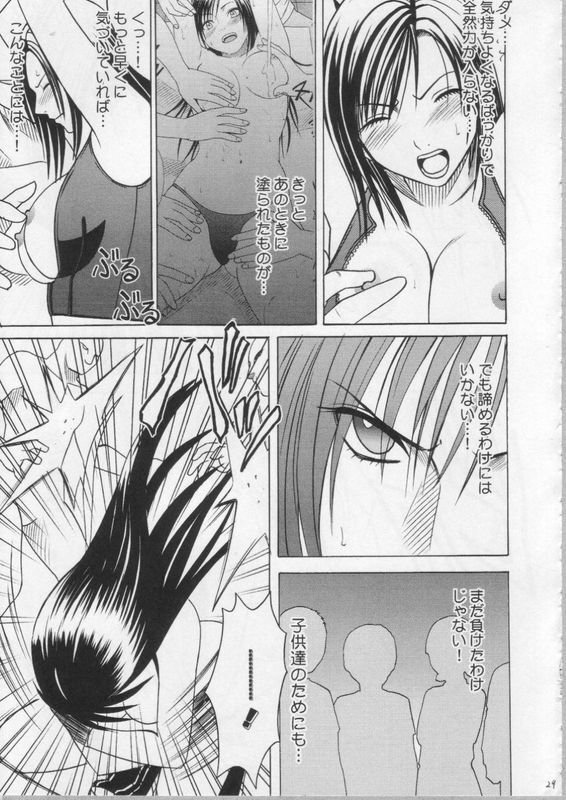 ダメ…
気持ちよくなるばっかりで
全然力が入らない…
きっと
あのときに
塗られたものが…
くっ…!
もっと早くに
気づいていれば
こんなことには…!
ぶる
ぶる
でも諦めるわけには
いかない…!
まだ負けたわけ
じゃない!
子供達のためにも…
…………!
29